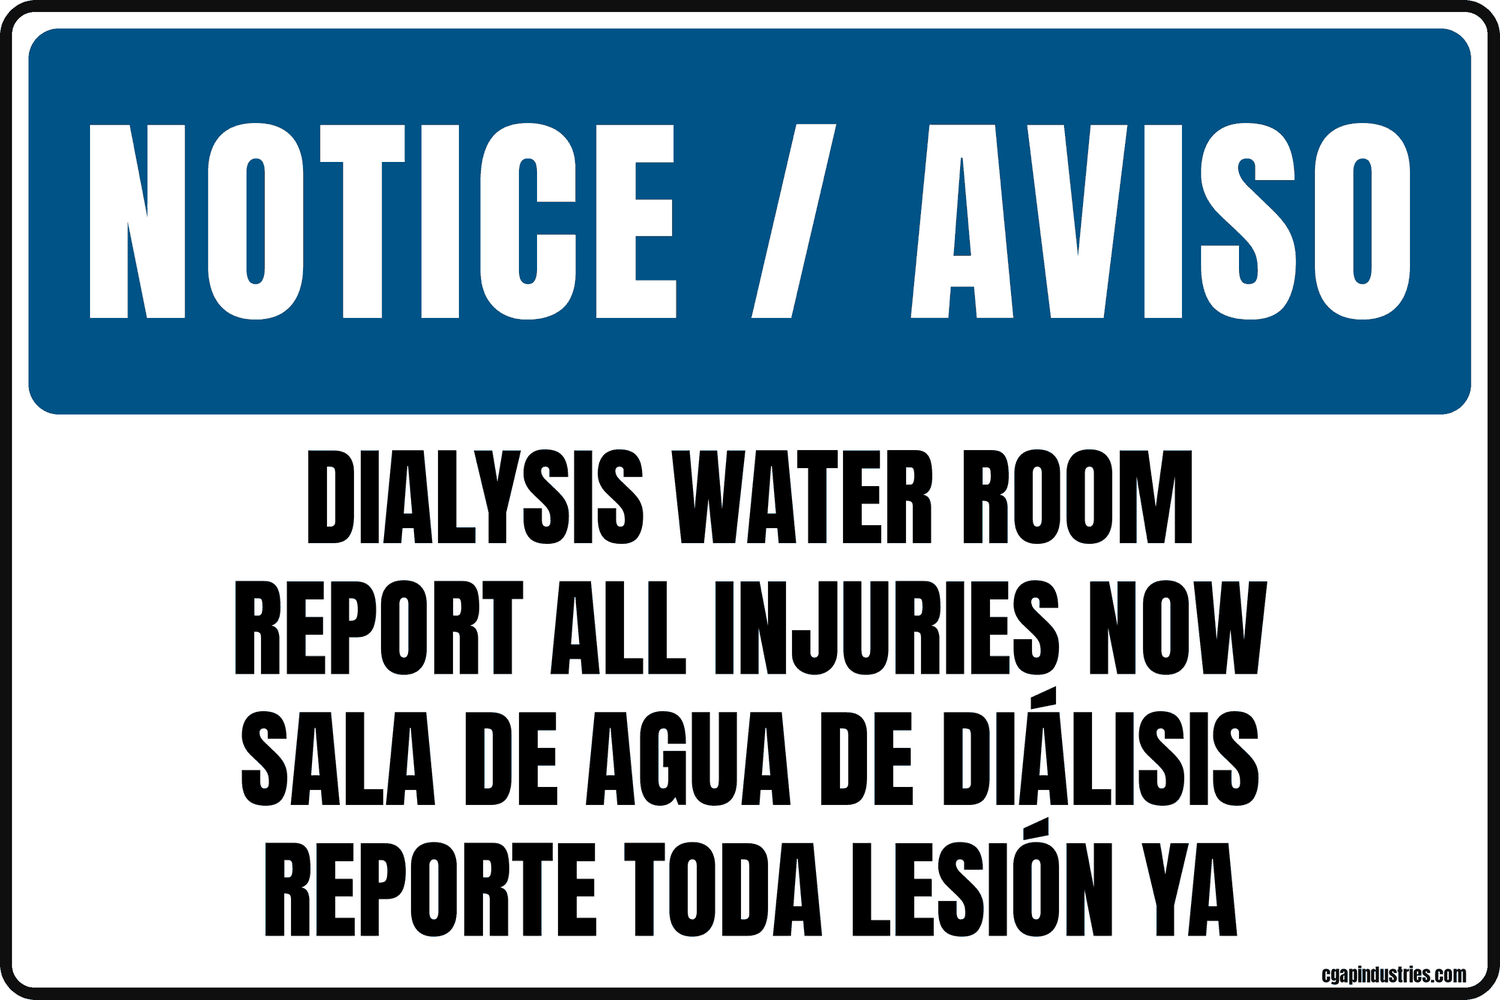 NOTICE / AVISO
DIALYSIS WATER ROOM
REPORT ALL INJURIES NOW
SALA DE AGUA DE DIÁLISIS
REPORTE TODA LESIÓN YA
cgapindustries.com